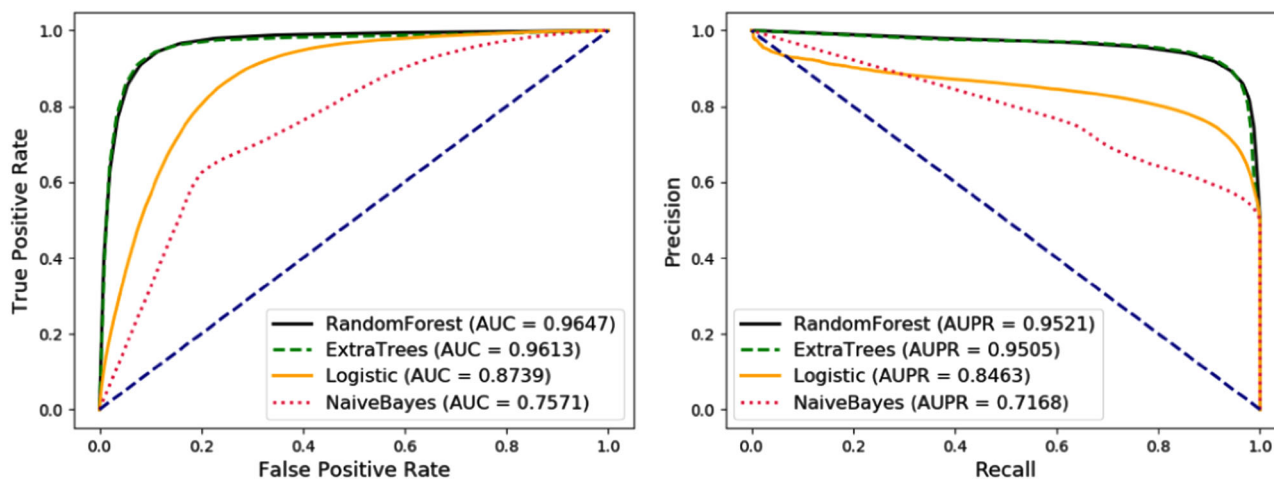 True Positive Rate
1.0
0.8
0.6
0.4
0.2
0.0
RandomForest (AUC = 0.9647)
ExtraTrees (AUC = 0.9613)
Logistic (AUC = 0.8739)
NaiveBayes (AUC = 0.7571)
0.0 0.2 0.4 0.6 0.8 1.0
False Positive Rate
Precision
1.0
0.8
0.6
0.4
0.2
0.0
RandomForest (AUPR = 0.9521)
ExtraTrees (AUPR = 0.9505)
Logistic (AUPR = 0.8463)
NaiveBayes (AUPR = 0.7168)
0.0 0.2 0.4 0.6 0.8 1.0
Recall